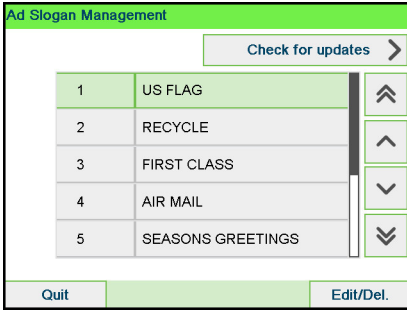 Ad Slogan Management
Check for updates
1 US FLAG
2 RECYCLE
3 FIRST CLASS
4 AIR MAIL
5 SEASONS GREETINGS
Quit Edit/Del.